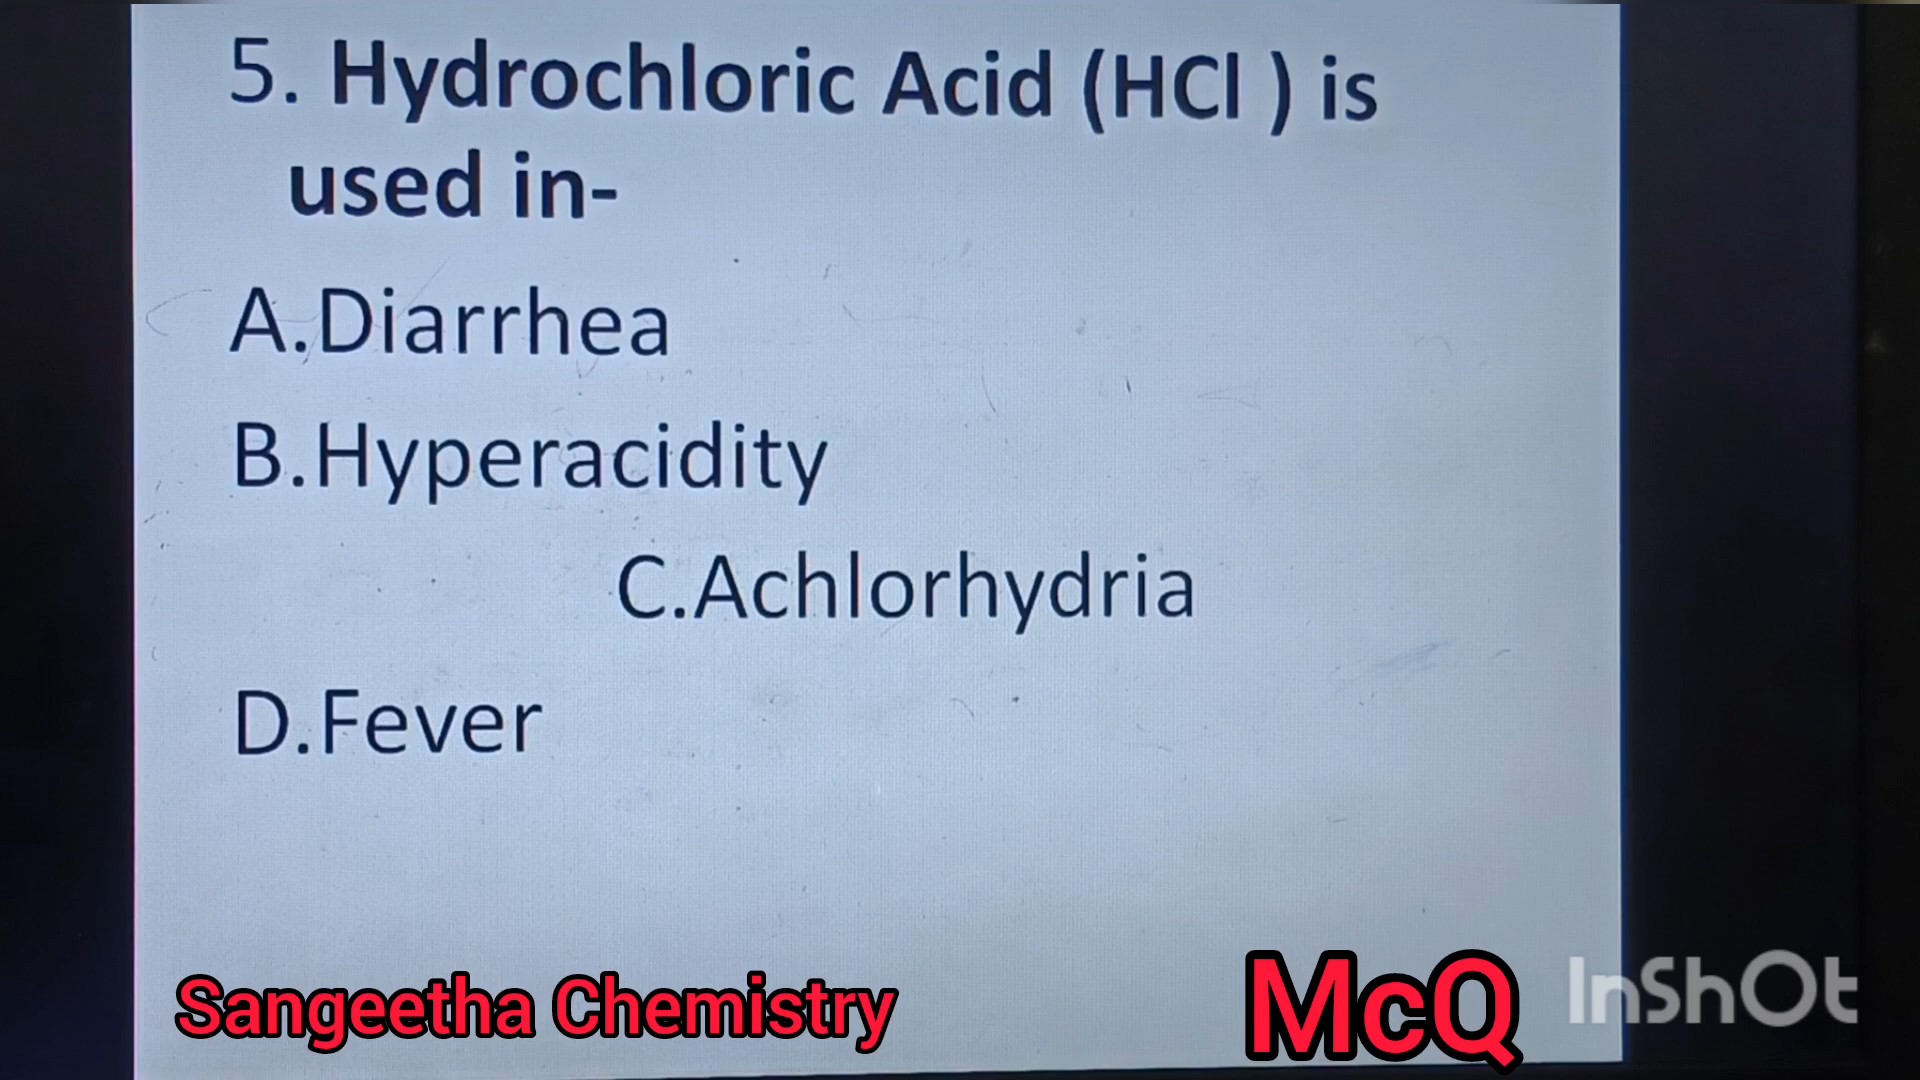 5. Hydrochloric Acid (HCl ) is
used in-
A.Diarrhea
B.Hyperacidity
C.Achlorhydria
D.Fever
Sangeetha Chemistry
McQ
InShOt